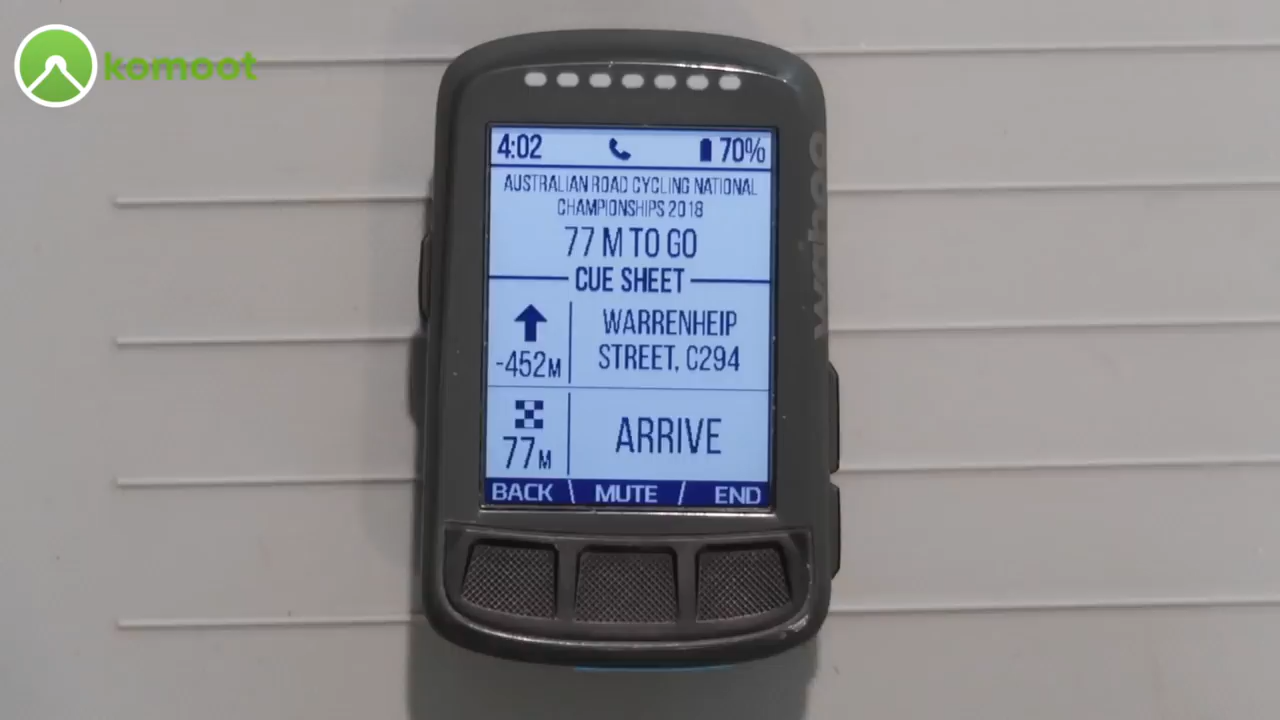 komoot
4:02 70%
AUSTRALIAN ROAD CYCLING NATIONAL
CHAMPIONSHIPS 2018
77 M TO GO
CUE SHEET
WARRENHEIP
STREET, C294
-452M
ARRIVE
77M
BACK \ MUTE / END
wahoo